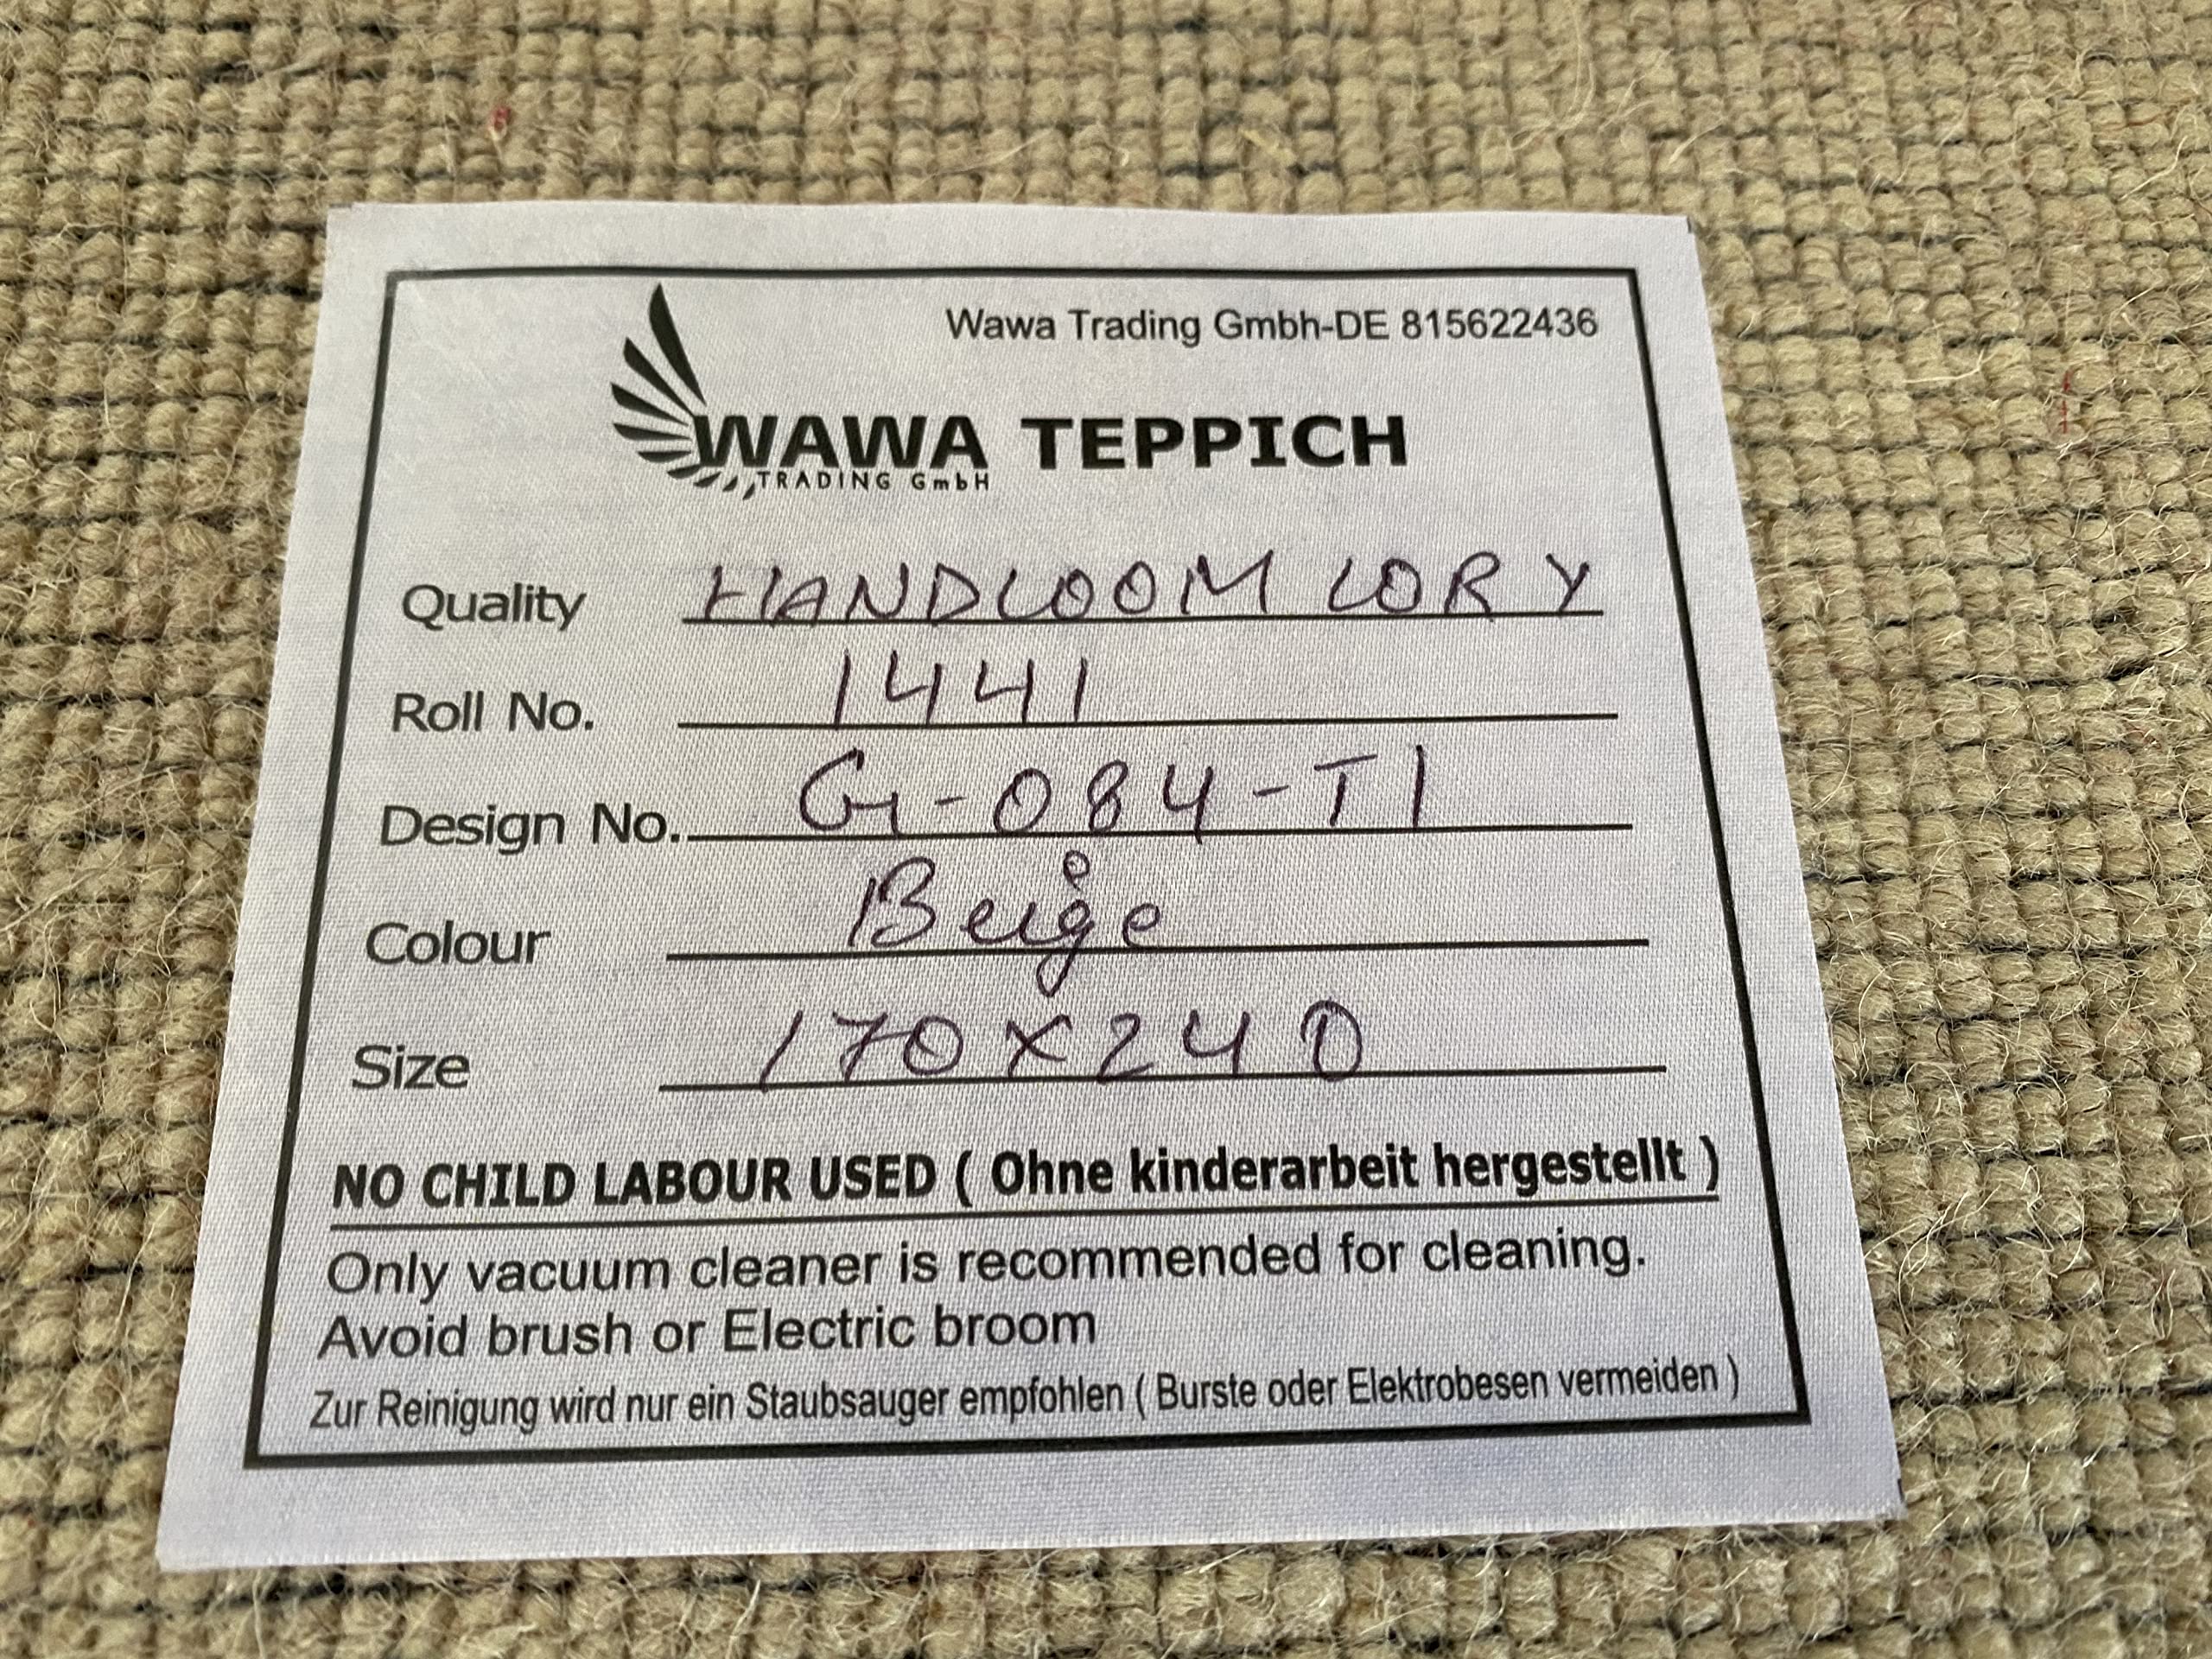 Wawa Trading Gmbh-DE 815622436
WAWA TEPPICH
TRADING GmbH
Quality HANDLOOM LORY
Roll No. 1441
Design No. G-084-T1
Colour Beige
Size 170X240
NO CHILD LABOUR USED ( Ohne kinderarbeit hergestellt )
Only vacuum cleaner is recommended for cleaning.
Avoid brush or Electric broom
Zur Reinigung wird nur ein Staubsauger empfohlen ( Burste oder Elektrobesen vermeiden )